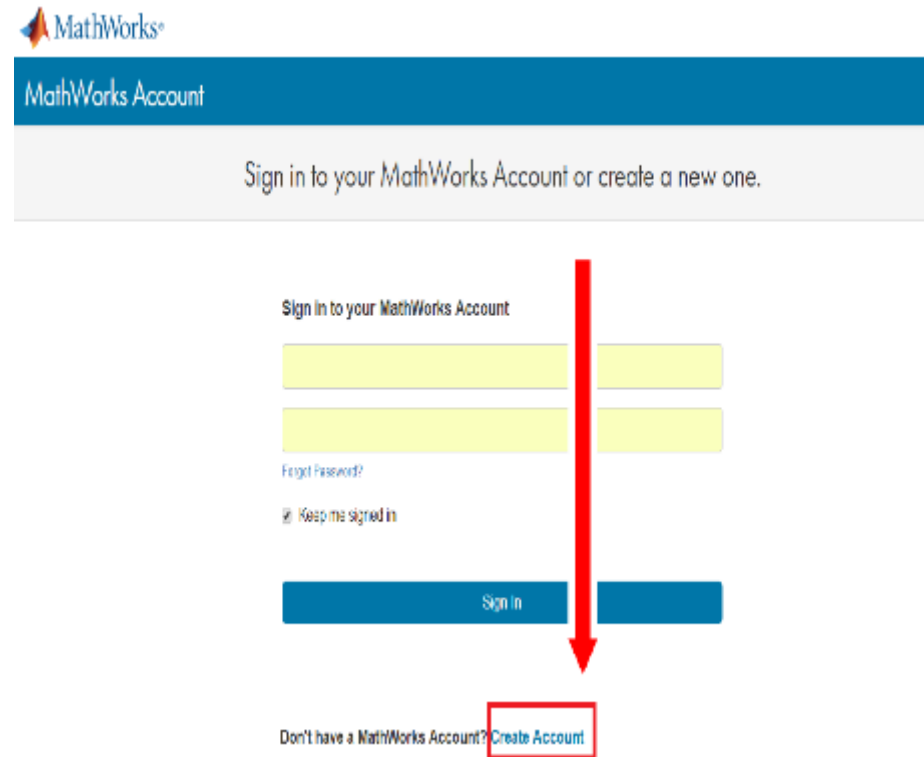 MathWorks®
MathWorks Account
Sign in to your MathWorks Account or create a new one.
Sign in to your MathWorks Account
Forgot Password?
Keep me signed in
Sign In
Don't have a MathWorks Account? Create Account